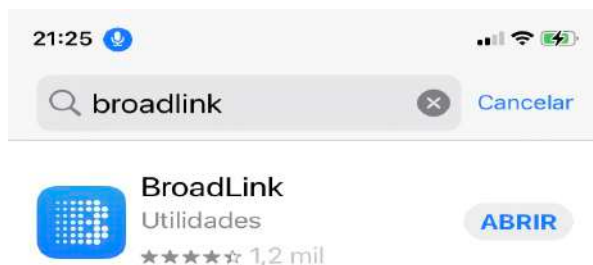 21:25
broadlink
Cancelar
BroadLink
Utilidades
ABRIR
1,2 mil